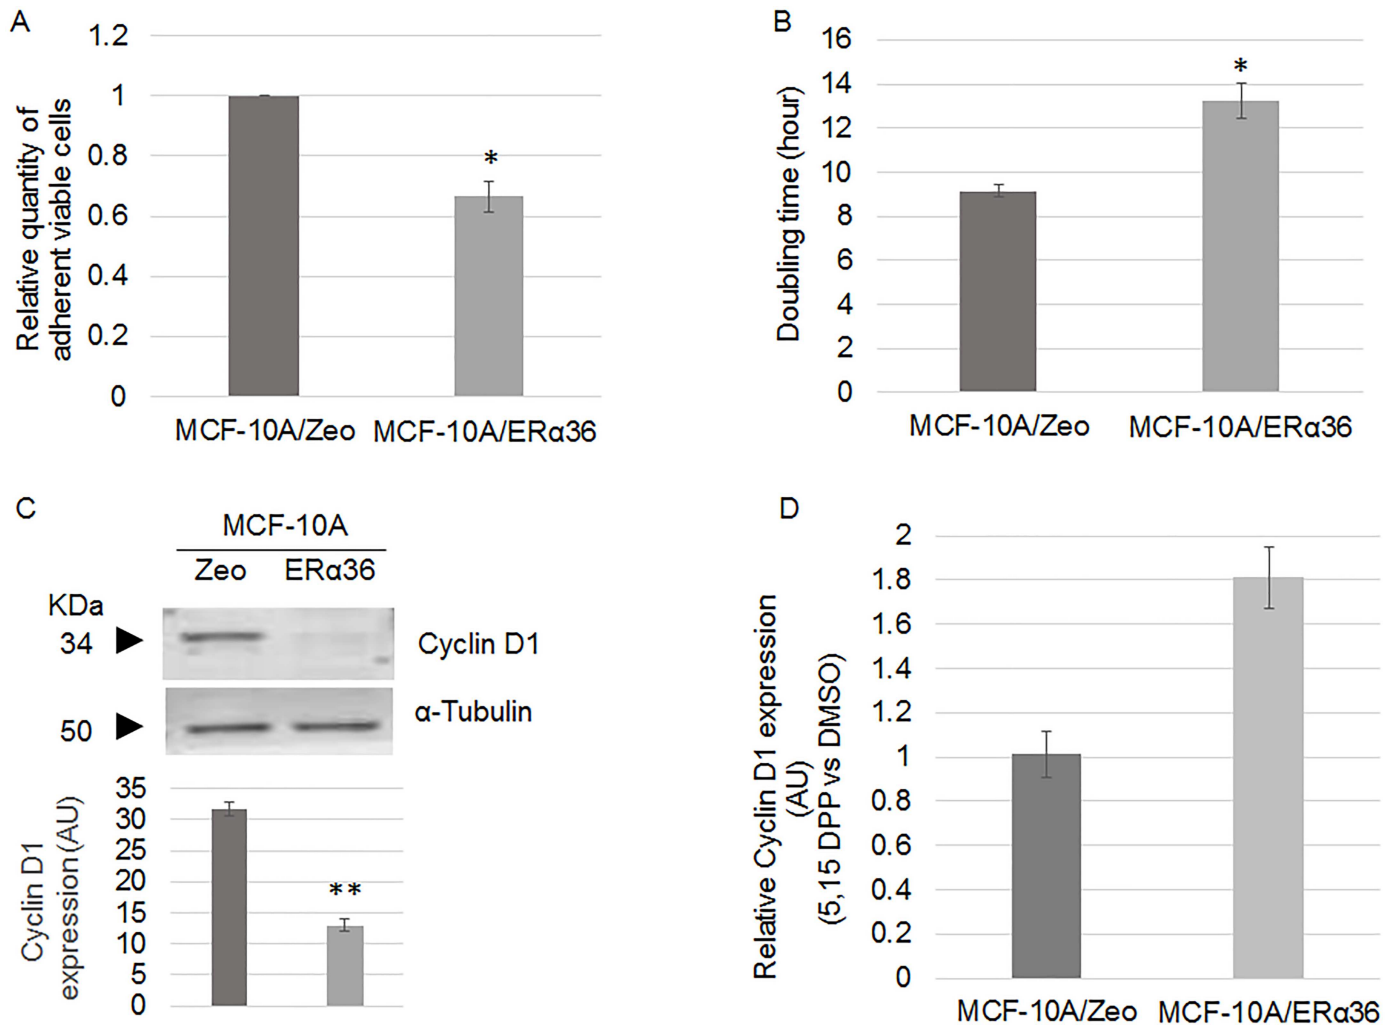 A
1.2
1
0.8
0.6
0.4
0.2
0
Relative quantity of
adherent viable cells
*
MCF-10A/Zeo MCF-10A/ERα36
B
16
14
12
10
8
6
4
2
0
Doubling time (hour)
*
MCF-10A/Zeo MCF-10A/ERα36
C
MCF-10A
Zeo ERα36
KDa
34
Cyclin D1
50
α-Tubulin
35
30
25
20
15
10
5
0
Cyclin D1
expression (AU)
**
D
2
1.8
1.6
1.4
1.2
1
0.8
0.6
0.4
0.2
0
Relative Cyclin D1 expression
(AU)
(5,15 DPP vs DMSO)
MCF-10A/Zeo MCF-10A/ERα36